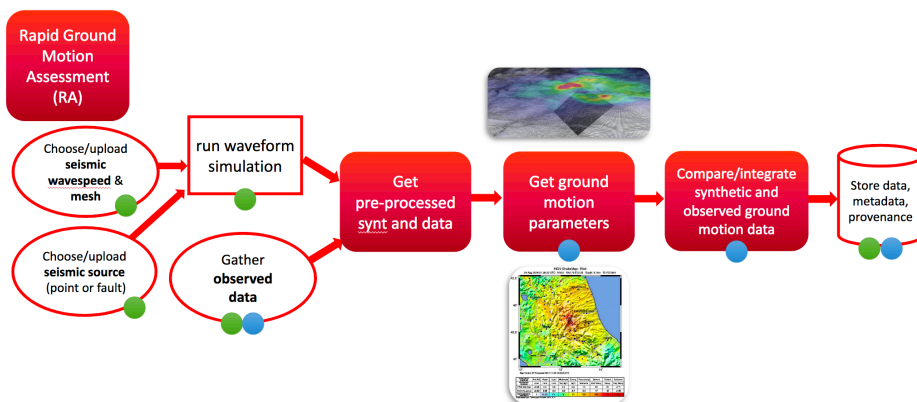 Rapid Ground
Motion
Assessment
(RA)
Choose/upload
seismic
wavespeed &
mesh
run waveform
simulation
Choose/upload
seismic source
(point or fault)
Gather
observed
data
Get
pre-processed
synt and data
Get ground
motion
parameters
Compare/integrate
synthetic and
observed ground
motion data
Store data,
metadata,
provenance